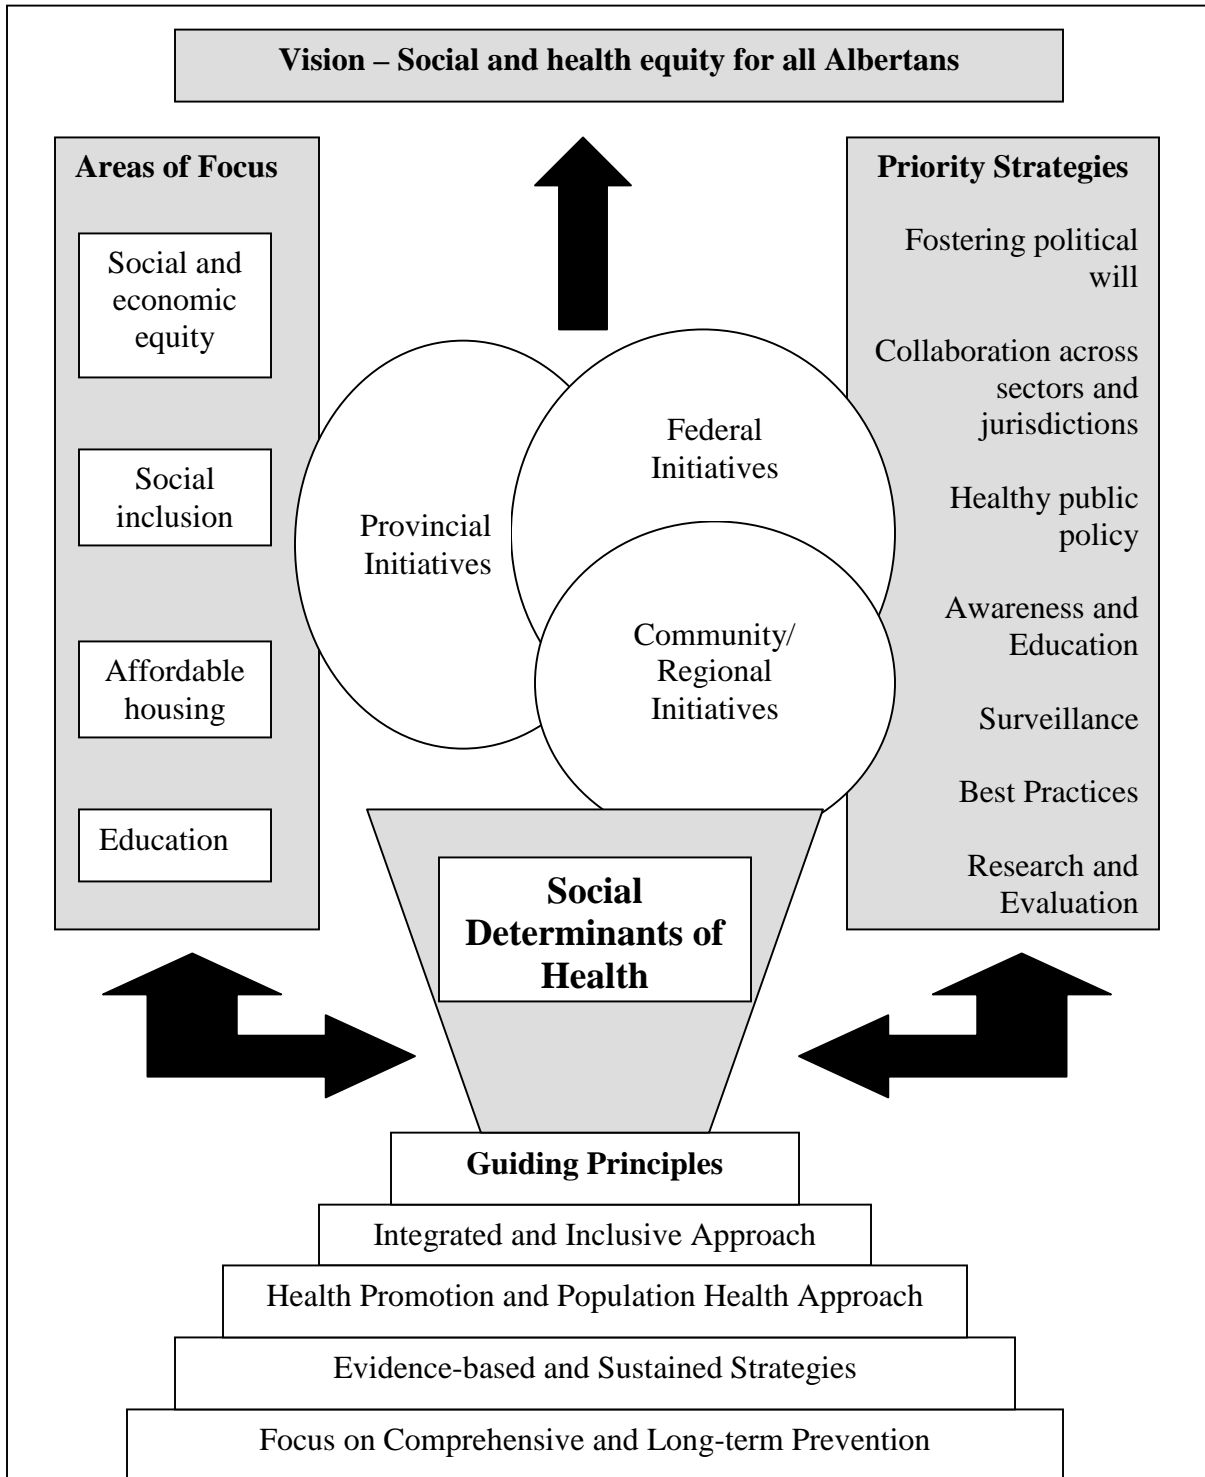 Vision – Social and health equity for all Albertans
Areas of Focus
Social and
economic
equity
Social
inclusion
Affordable
housing
Education
Provincial
Initiatives
Federal
Initiatives
Community/
Regional
Initiatives
Priority Strategies
Fostering political
will
Collaboration across
sectors and
jurisdictions
Healthy public
policy
Awareness and
Education
Surveillance
Best Practices
Research and
Evaluation
Social
Determinants of
Health
Guiding Principles
Integrated and Inclusive Approach
Health Promotion and Population Health Approach
Evidence-based and Sustained Strategies
Focus on Comprehensive and Long-term Prevention